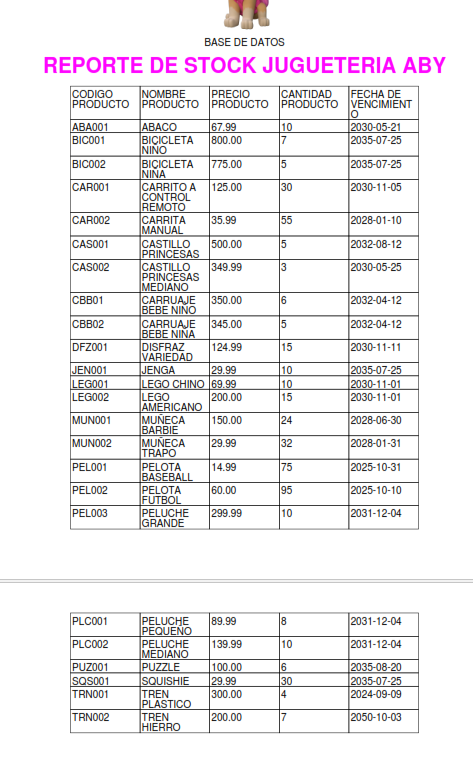 BASE DE DATOS
REPORTE DE STOCK JUGUETERIA ABY
CODIGO PRODUCTO NOMBRE PRODUCTO PRECIO PRODUCTO CANTIDAD PRODUCTO FECHA DE VENCIMIENTO
ABA001 ABACO 67.99 10 2030-05-21
BIC001 BICICLETA NIÑO 800.00 7 2035-07-25
BIC002 BICICLETA NIÑA 775.00 5 2035-07-25
CAR001 CARRITO A CONTROL REMOTO 125.00 30 2030-11-05
CAR002 CARRITA MANUAL 35.99 55 2028-01-10
CAS001 CASTILLO PRINCESAS 500.00 5 2032-08-12
CAS002 CASTILLO PRINCESAS MEDIANO 349.99 3 2030-05-25
CBB01 CARRUAJE BEBE NIÑO 350.00 6 2032-04-12
CBB02 CARRUAJE BEBE NIÑA 345.00 5 2032-04-12
DFZ001 DISFRAZ VARIEDAD 124.99 15 2030-11-11
JEN001 JENGA 29.99 10 2035-07-25
LEG001 LEGO CHINO 69.99 10 2030-11-01
LEG002 LEGO AMERICANO 200.00 15 2030-11-01
MUN001 MUÑECA BARBIE 150.00 24 2028-06-30
MUN002 MUÑECA TRAPO 29.99 32 2028-01-31
PEL001 PELOTA BASEBALL 14.99 75 2025-10-31
PEL002 PELOTA FUTBOL 60.00 95 2025-10-10
PEL003 PELUCHE GRANDE 299.99 10 2031-12-04
PLC001 PELUCHE PEQUEÑO 89.99 8 2031-12-04
PLC002 PELUCHE MEDIANO 139.99 10 2031-12-04
PUZ001 PUZZLE 100.00 6 2035-08-20
SQS001 SQUISHIE 29.99 30 2035-07-25
TRN001 TREN PLASTICO 300.00 4 2024-09-09
TRN002 TREN HIERRO 200.00 7 2050-10-03